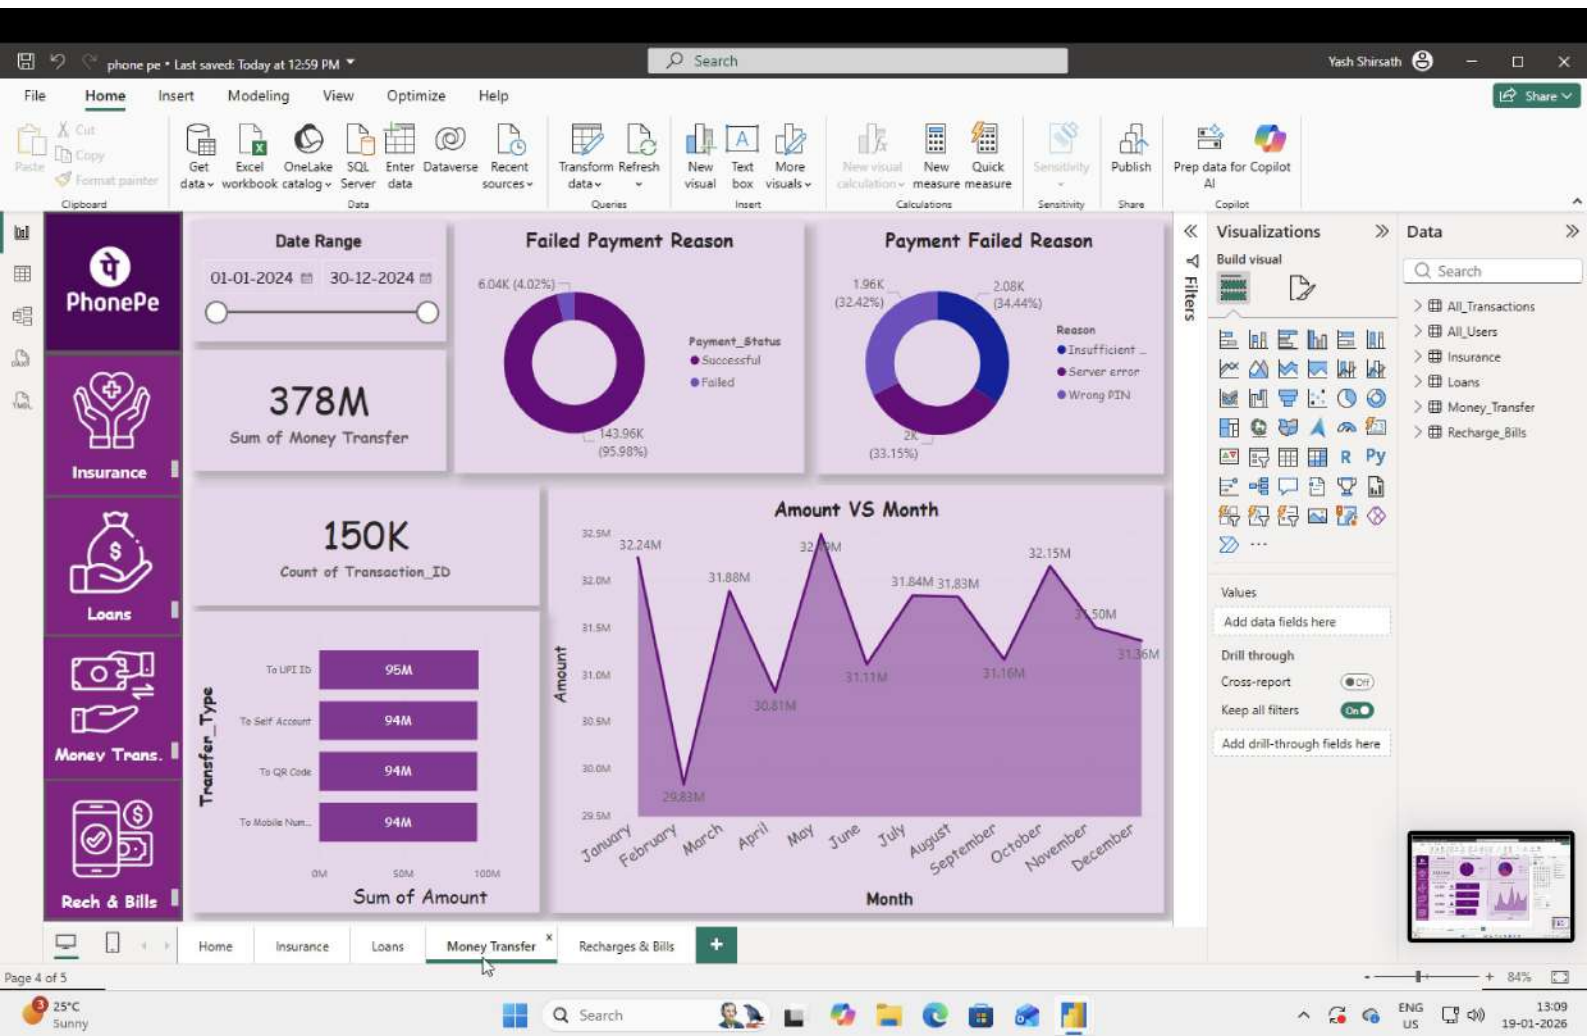 phone pe • Last saved: Today at 12:59 PM
Search
Yash Shirsath
File Home Insert Modeling View Optimize Help
Share
Paste
Cut
Copy
Format painter
Clipboard
Get data
Excel workbook
OneLake catalog
SQL Server
Enter data
Dataverse
Recent sources
Data
Transform data
Refresh
Queries
New visual
Text box
More visuals
Insert
New visual calculation
New measure
Quick measure
Calculations
Sensitivity
Sensitivity
Publish
Share
Prep data for AI
Copilot
Copilot
PhonePe
Insurance
Loans
Money Trans.
Rech & Bills
Date Range
01-01-2024 30-12-2024
378M
Sum of Money Transfer
150K
Count of Transaction_ID
Failed Payment Reason
6.04K (4.02%)
143.96K
(95.98%)
Payment_Status
Successful
Failed
Payment Failed Reason
1.96K
(32.42%)
2.08K
(34.44%)
2K
(33.15%)
Reason
Insufficient ...
Server error
Wrong PIN
Transfer_Type
To UPI ID 95M
To Self Account 94M
To QR Code 94M
To Mobile Num... 94M
0M 50M 100M
Sum of Amount
Amount VS Month
Amount
32.5M
32.0M
31.5M
31.0M
30.5M
30.0M
29.5M
32.24M
29.83M
31.88M
30.81M
31.11M
31.84M
31.83M
31.16M
32.15M
31.36M
January February March April May June July August September October November December
Month
Filters
Visualizations
Build visual
R Py
Values
Add data fields here
Drill through
Cross-report Off
Keep all filters On
Add drill-through fields here
Data
Search
All_Transactions
All_Users
Insurance
Loans
Money_Transfer
Recharge_Bills
Home Insurance Loans Money Transfer Recharges & Bills
Page 4 of 5
84%
3
25°C
Sunny
Search
ENG
US
13:09
19-01-2026